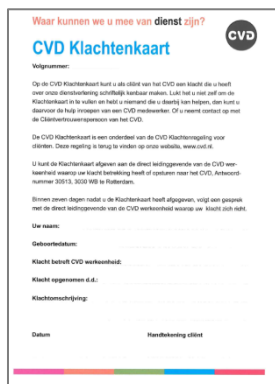 Waar kunnen we u mee van dienst zijn?
CVD
CVD Klachtenkaart
Volgnummer:
Op de CVD Klachtenkaart kunt u als cliënt van het CVD een klacht die u heeft
over onze dienstverlening schriftelijk kenbaar maken. Lukt het u niet zelf om de
Klachtenkaart in te vullen en hebt u niemand die u daarbij kan helpen, dan kunt u
daarvoor de hulp inroepen van een CVD medewerker. Of u neemt contact op met
de Cliëntvertrouwenspersoon van het CVD.
De CVD Klachtenkaart is een onderdeel van de CVD Klachtenregeling voor
cliënten. Deze regeling is terug te vinden op onze website, www.cvd.nl.
U kunt de Klachtenkaart afgeven aan de direct leidinggevende van de CVD wer-
keenheid waarop uw klacht betrekking heeft of opsturen naar het CVD, Antwoord-
nummer 30513, 3030 WB te Rotterdam.
Binnen zeven dagen nadat u de Klachtenkaart heeft afgegeven, volgt een gesprek
met de direct leidinggevende van de CVD werkeenheid waarop uw klacht zich richt.
Uw naam:
Geboortedatum:
Klacht betreft CVD werkeenheid:
Klacht opgenomen d.d.:
Klachtomschrijving:
Datum
Handtekening cliënt